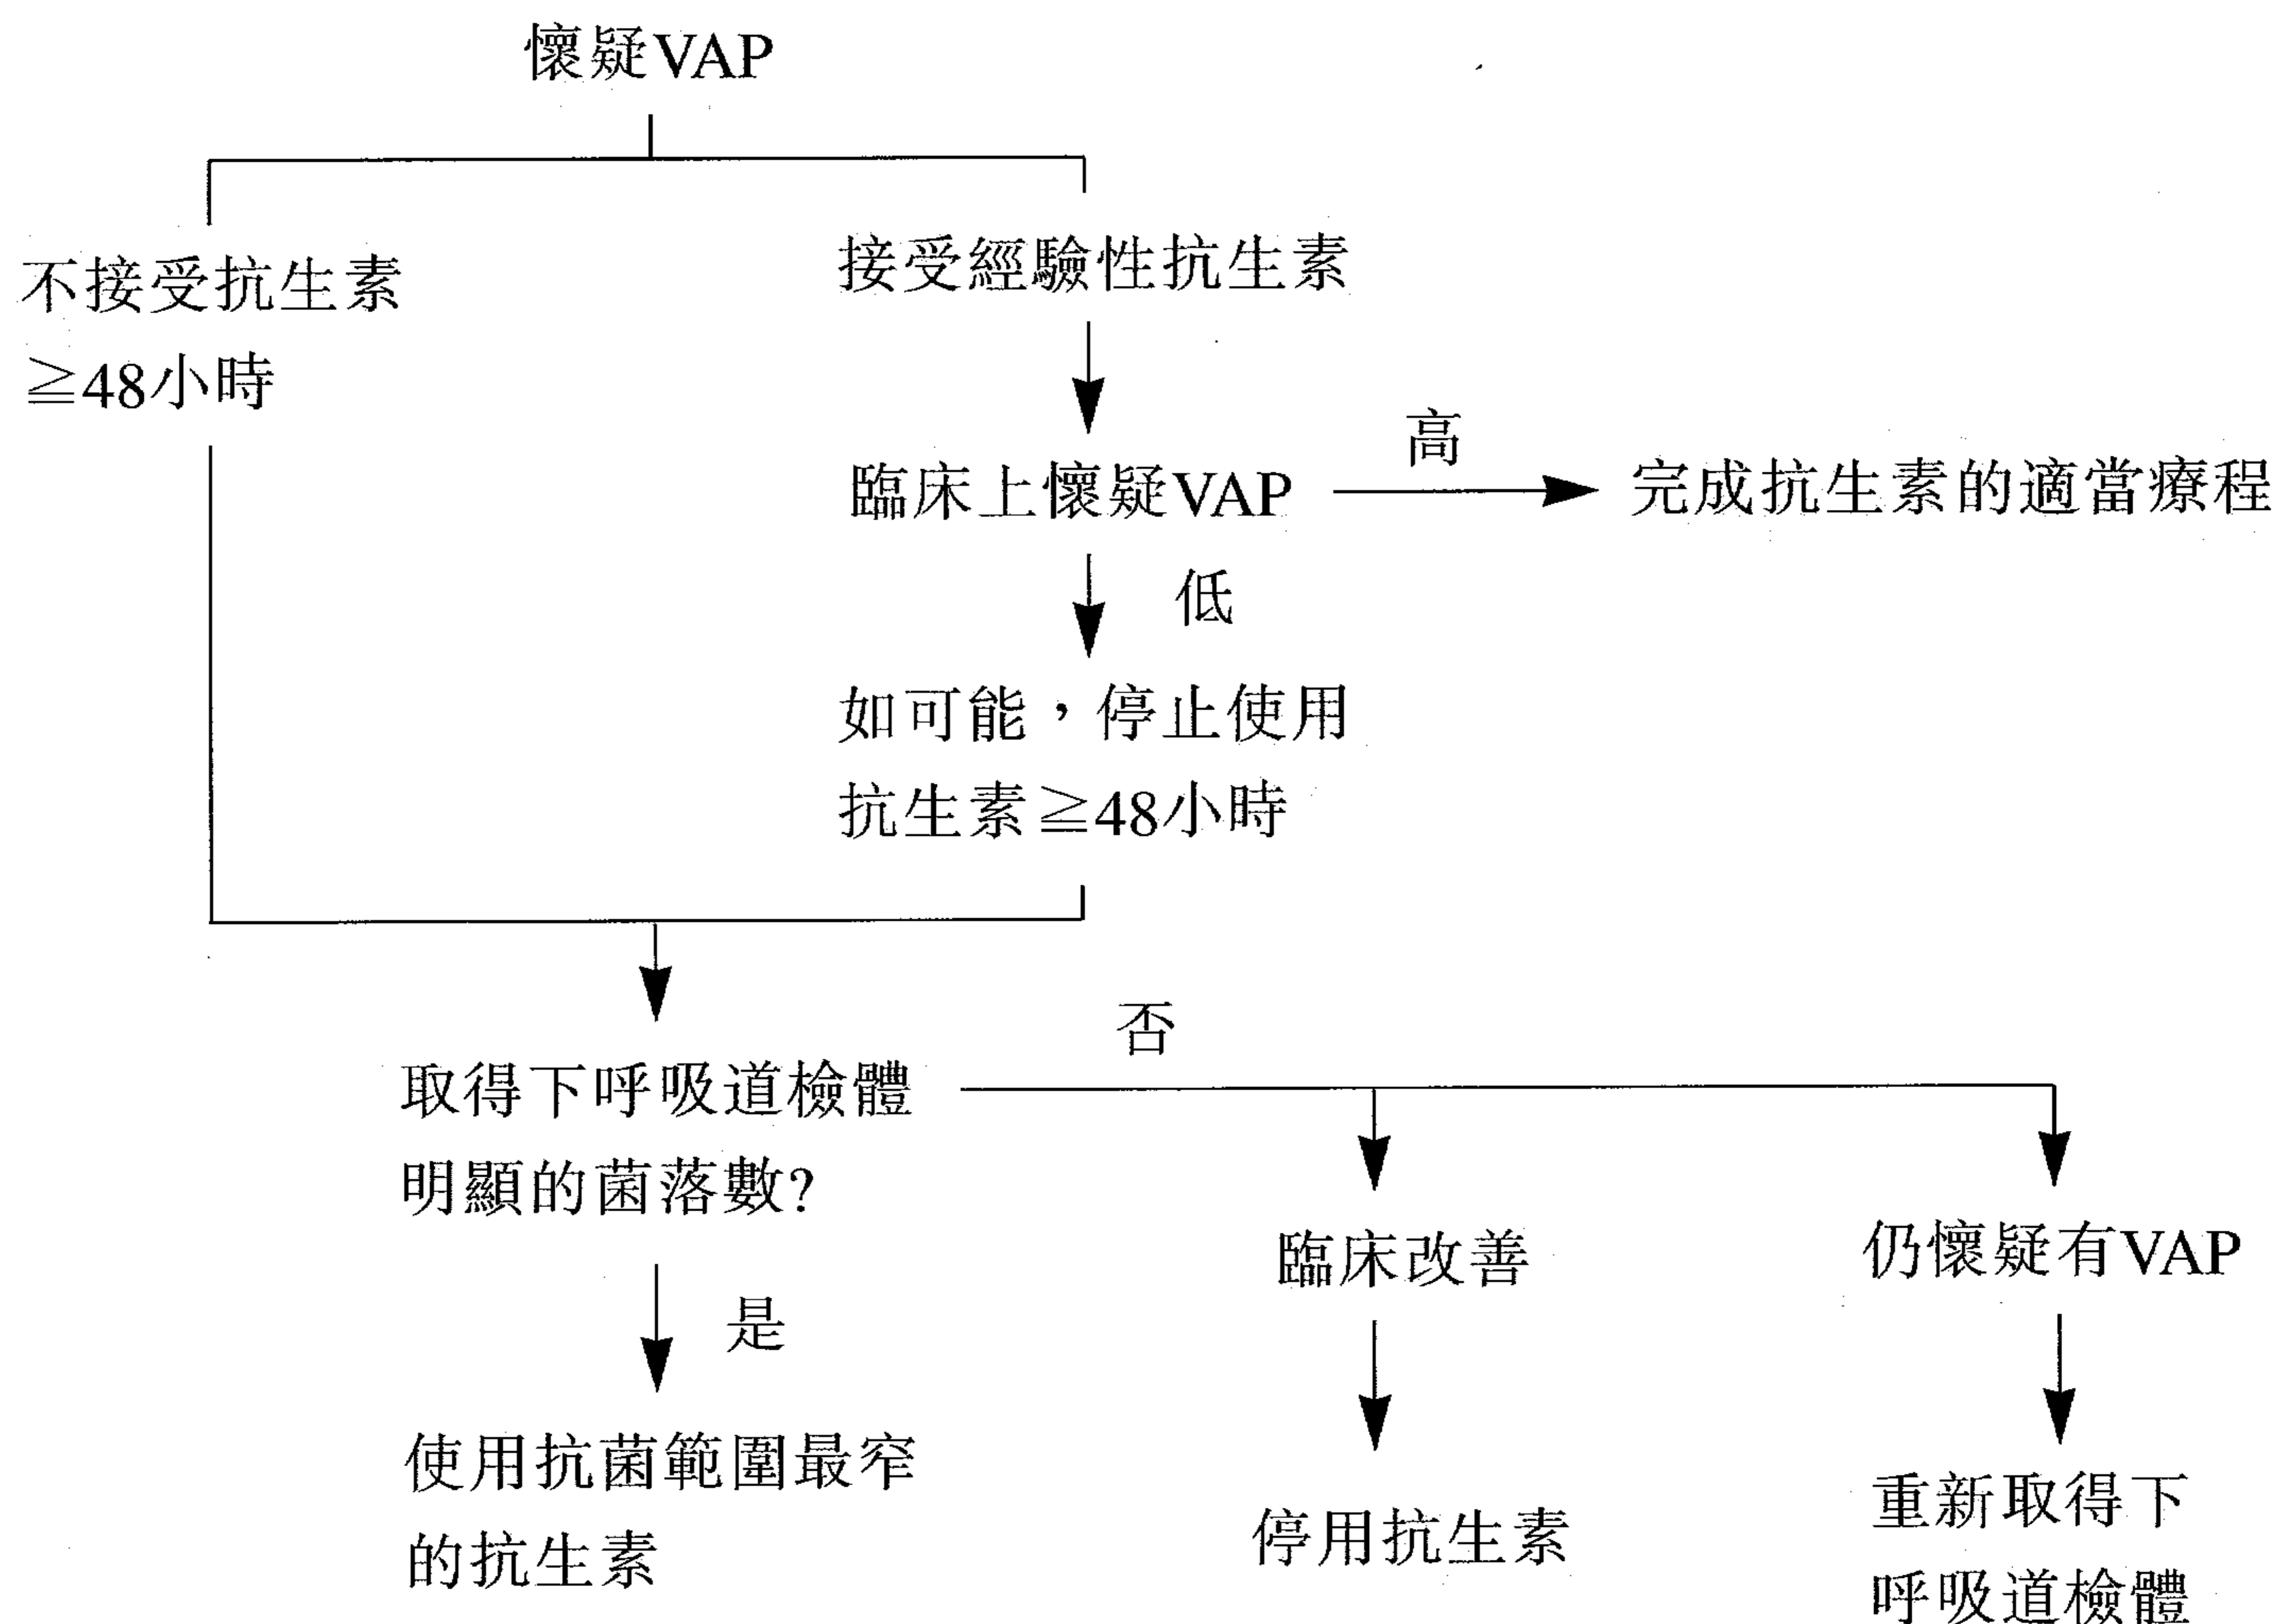 懷疑VAP
不接受抗生素
≧48小時
接受經驗性抗生素
臨床上懷疑VAP
高
完成抗生素的適當療程
低
如可能，停止使用
抗生素≧48小時
取得下呼吸道檢體
明顯的菌落數?
否
是
使用抗菌範圍最窄
的抗生素
臨床改善
停用抗生素
仍懷疑有VAP
重新取得下
呼吸道檢體